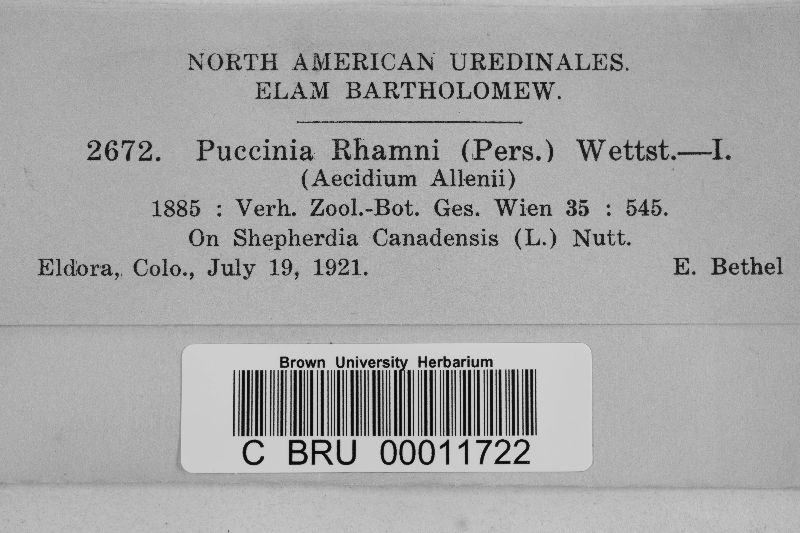 NORTH AMERICAN UREDINALES.
ELAM BARTHOLOMEW.
2672. Puccinia Rhamni (Pers.) Wettst.—I.
(Aecidium Allenii)
1885 : Verh. Zool.-Bot. Ges. Wien 35 : 545.
On Shepherdia Canadensis (L.) Nutt.
Eldora, Colo., July 19, 1921. E. Bethel
Brown University Herbarium
C BRU 00011722